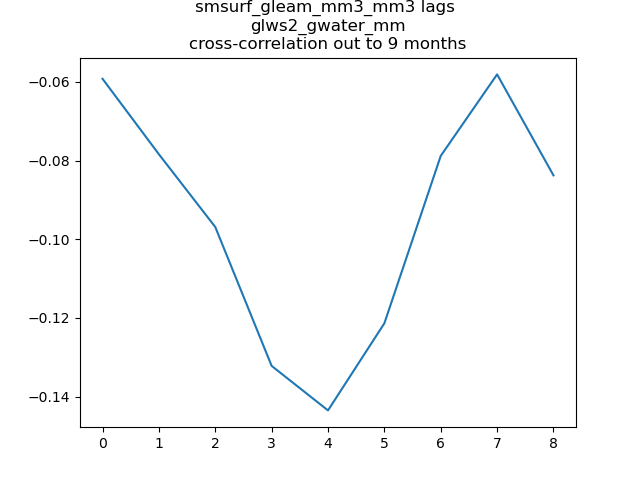 smsurf_gleam_mm3_mm3 lags
glws2_gwater_mm
cross-correlation out to 9 months
−0.06
−0.08
−0.10
−0.12
−0.14
0 1 2 3 4 5 6 7 8